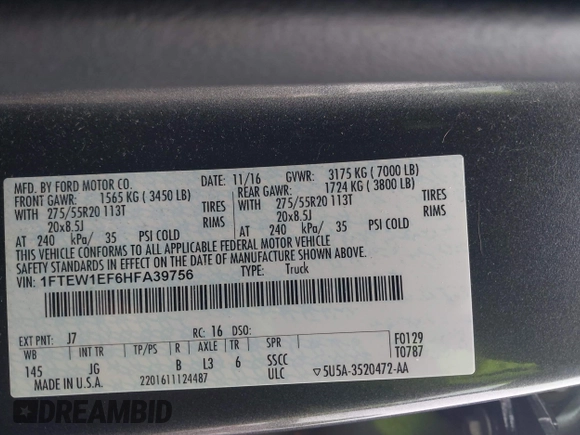 MFD. BY FORD MOTOR CO. DATE: 11/16 GVWR: 3175 KG ( 7000 LB)
FRONT GAWR: 1565 KG ( 3450 LB) REAR GAWR: 1724 KG ( 3800 LB)
WITH 275/55R20 113T TIRES WITH 275/55R20 113T TIRES
20x8.5J RIMS 20x8.5J RIMS
AT 240 kPa/ 35 PSI COLD AT 240 kPa/ 35 PSI COLD
THIS VEHICLE CONFORMS TO ALL APPLICABLE FEDERAL MOTOR VEHICLE
SAFETY STANDARDS IN EFFECT ON THE DATE OF MANUFACTURE SHOWN ABOVE.
VIN: 1FTEW1EF6HFA39756 TYPE: Truck
EXT PNT: J7 RC: 16 DSO: F0129
WB INT TR TP/PS R AXLE TR SPR T0787
145 JG B L3 6 SSCC
MADE IN U.S.A. 2201611124487 ULC ▽5U5A-3520472-AA
DREAMBID